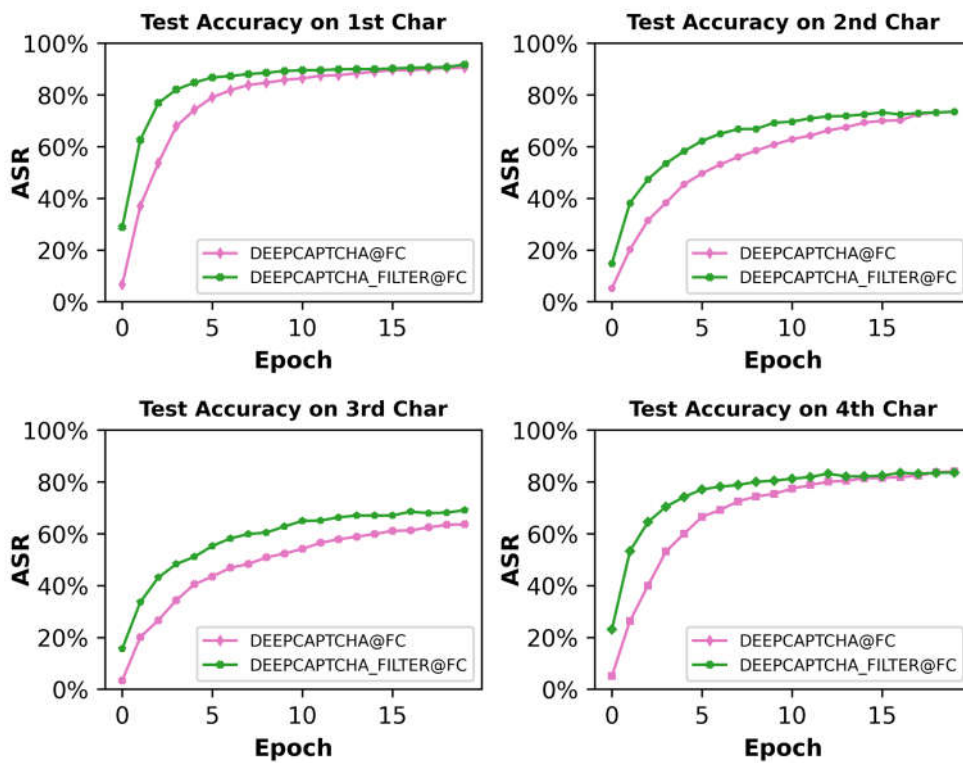 Test Accuracy on 1st Char
100%
80%
60%
40%
20%
0%
ASR
DEEPCAPTCHA@FC
DEEPCAPTCHA_FILTER@FC
0 5 10 15
Epoch
Test Accuracy on 2nd Char
100%
80%
60%
40%
20%
0%
ASR
DEEPCAPTCHA@FC
DEEPCAPTCHA_FILTER@FC
0 5 10 15
Epoch
Test Accuracy on 3rd Char
100%
80%
60%
40%
20%
0%
ASR
DEEPCAPTCHA@FC
DEEPCAPTCHA_FILTER@FC
0 5 10 15
Epoch
Test Accuracy on 4th Char
100%
80%
60%
40%
20%
0%
ASR
DEEPCAPTCHA@FC
DEEPCAPTCHA_FILTER@FC
0 5 10 15
Epoch